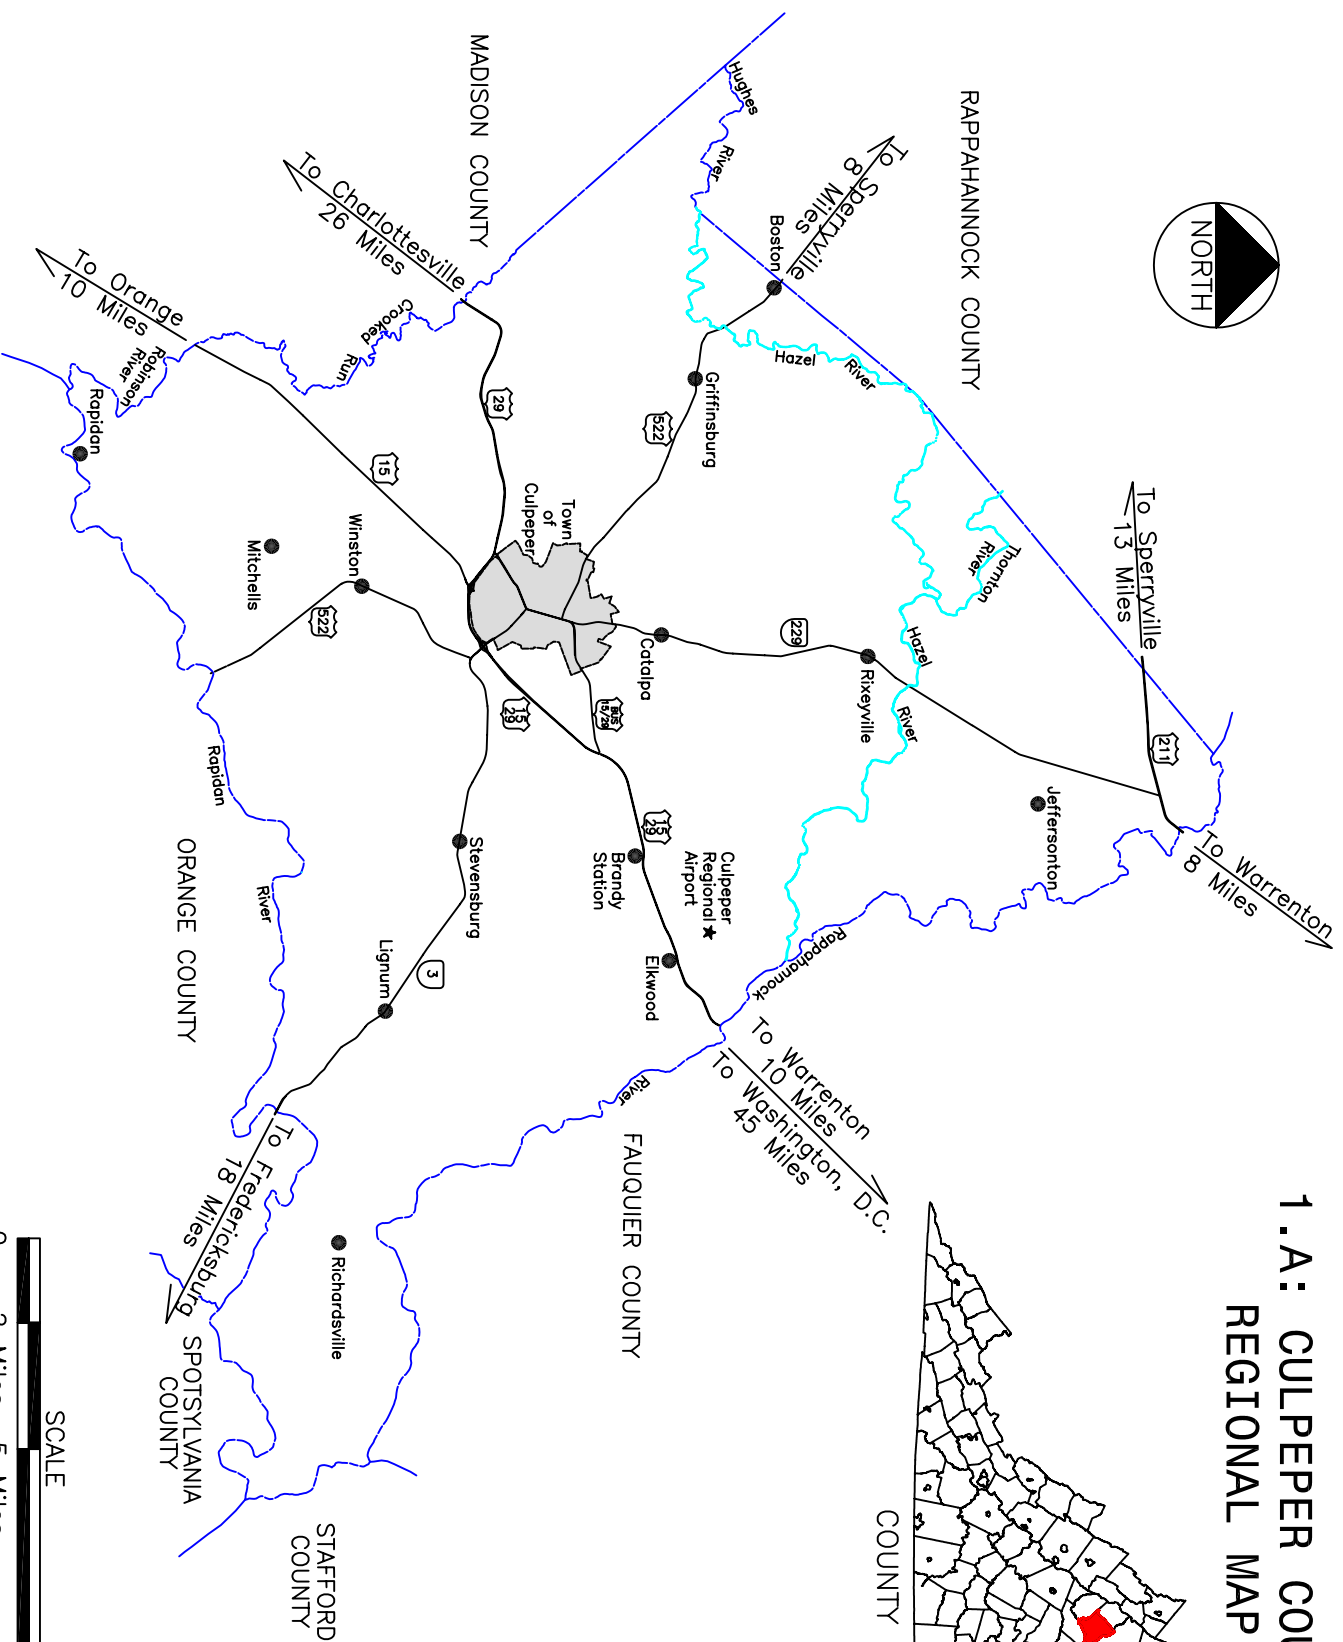 1.A: CULPEPER COU
REGIONAL MAP
NORTH
RAPPAHANNOCK COUNTY
MADISON COUNTY
ORANGE COUNTY
FAUQUIER COUNTY
SPOTSYLVANIA
COUNTY
STAFFORD
COUNTY
COUNTY
To Sperryville
13 Miles
To Sperryville
8 Miles
To Warrenton
8 Miles
To Warrenton
10 Miles
To Washington, D.C.
45 Miles
To Charlottesville
26 Miles
To Orange
10 Miles
To Fredericksburg
18 Miles
Hughes
River
Hazel
River
Thornton
River
Hazel
River
Rappahannock
River
Crooked
Run
Robinson
River
Rapidan
River
Boston
Griffinsburg
Rixeyville
Jeffersonton
Catalpa
Town
of
Culpeper
Culpeper
Regional
Airport
Brandy
Station
Elkwood
Stevensburg
Lignum
Richardsville
Winston
Mitchells
Rapidan
211
229
522
29
15
522
15
29
BUS
15/29
15
29
3
SCALE